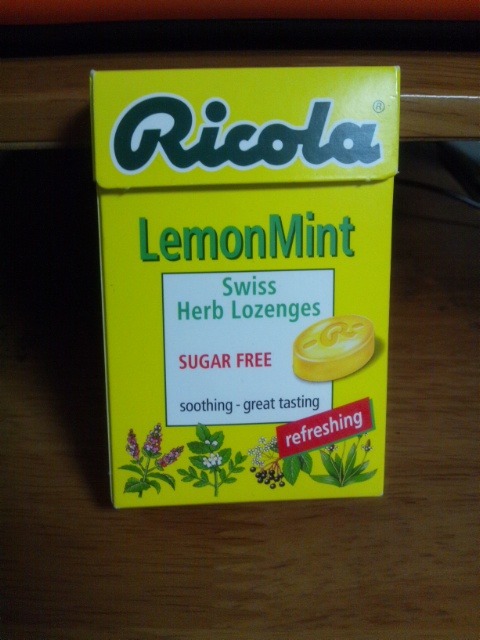 Ricola®
LemonMint
Swiss
Herb Lozenges
SUGAR FREE
soothing - great tasting
refreshing